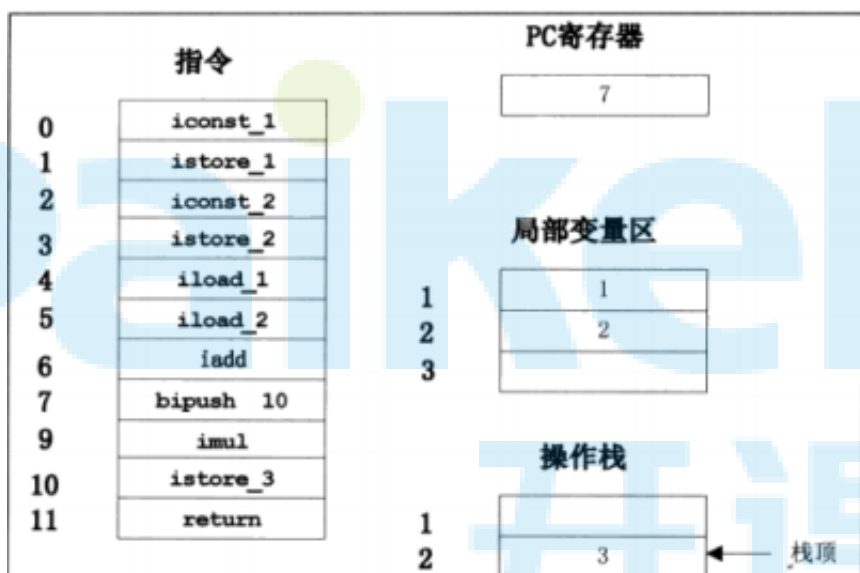 指令
0 iconst_1
1 istore_1
2 iconst_2
3 istore_2
4 iload_1
5 iload_2
6 iadd
7 bipush 10
9 imul
10 istore_3
11 return
PC寄存器
7
局部变量区
1 1
2 2
3
操作栈
1
2 3 栈顶